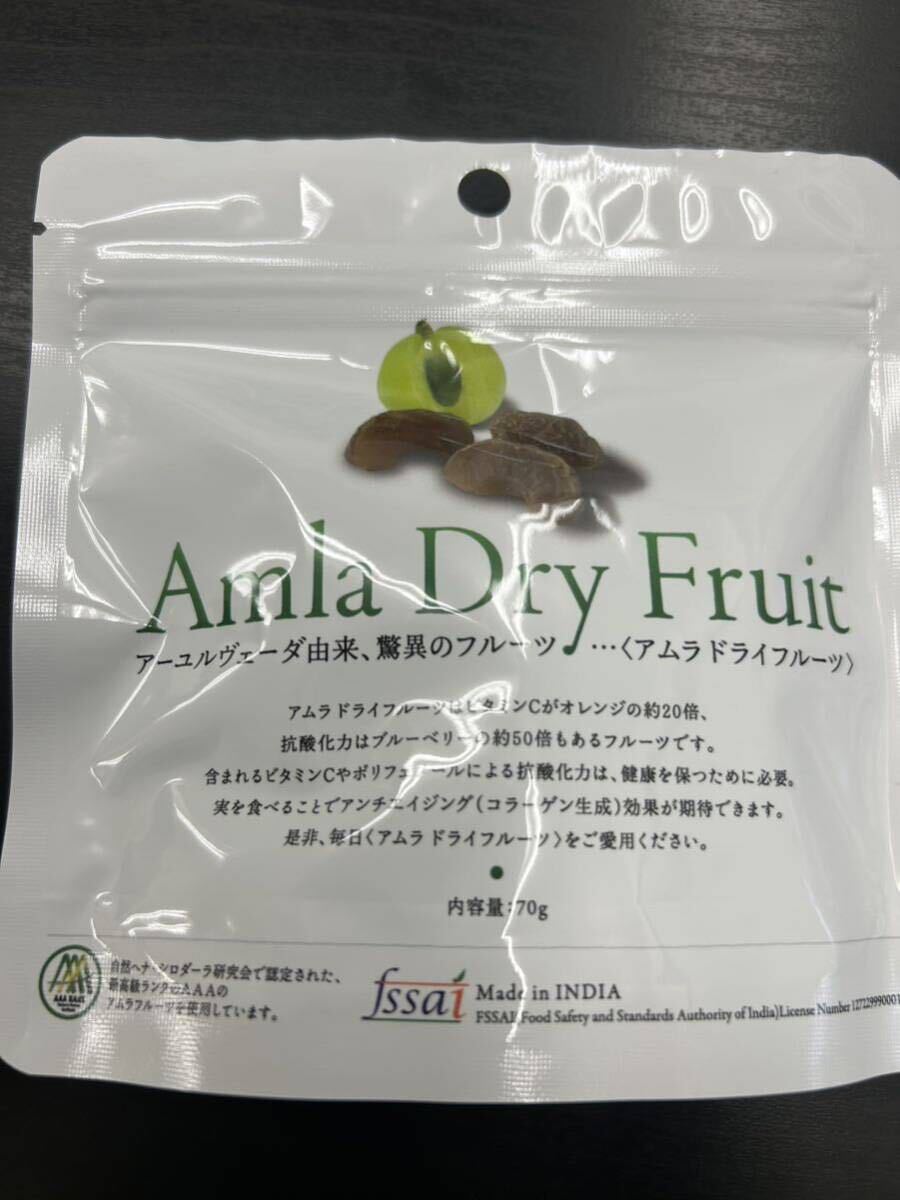 Amla Dry Fruit
アーユルヴェーダ由来、驚異のフルーツ…〈アムラドライフルーツ〉
アムラドライフルーツはビタミンCがオレンジの約20倍、
抗酸化力はブルーベリーの約50倍もあるフルーツです。
含まれるビタミンCやポリフェノールによる抗酸化力は、健康を保つために必要。
実を食べることでアンチエイジング(コラーゲン生成)効果が期待できます。
是非、毎日〈アムラドライフルーツ〉をご愛用ください。
内容量:70g
AAA
自然ヘナ・シロダーラ研究会で認定された、
最高級ランクのAAAの
アムラフルーツを使用しています。
fssai
Made in INDIA
FSSAI(Food Safety and Standards Authority of India)License Number